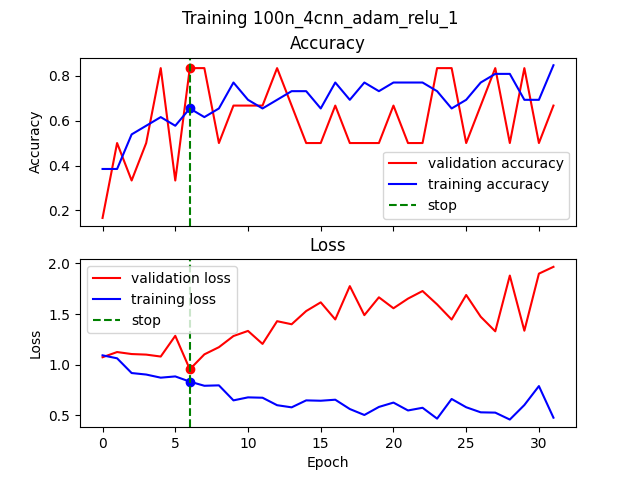 Training 100n_4cnn_adam_relu_1
Accuracy
Accuracy
0.8
0.6
0.4
0.2
validation accuracy
training accuracy
stop
Loss
Loss
2.0
1.5
1.0
0.5
validation loss
training loss
stop
0 5 10 15 20 25 30
Epoch